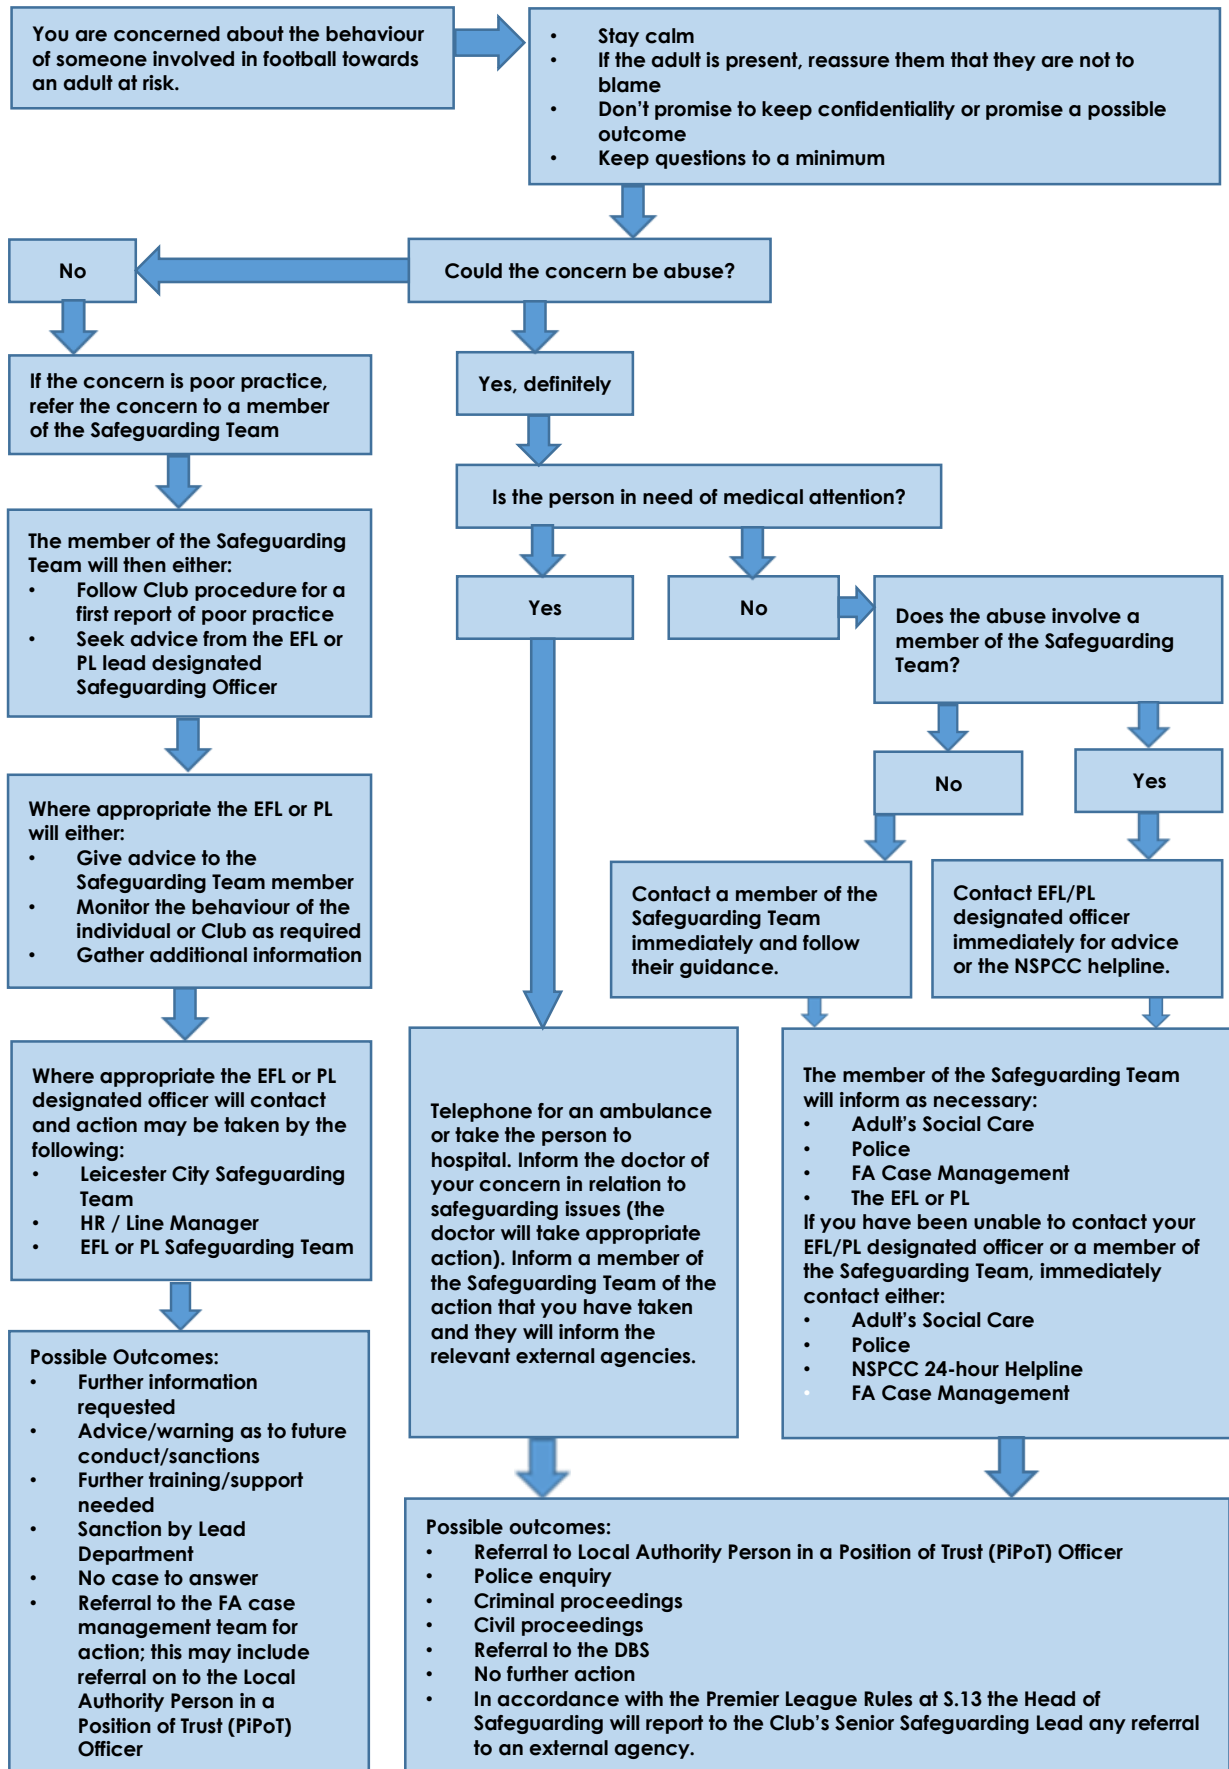 You are concerned about the behaviour
of someone involved in football towards
an adult at risk.
• Stay calm
• If the adult is present, reassure them that they are not to
blame
• Don't promise to keep confidentiality or promise a possible
outcome
• Keep questions to a minimum
No
Could the concern be abuse?
If the concern is poor practice,
refer the concern to a member
of the Safeguarding Team
Yes, definitely
Is the person in need of medical attention?
The member of the Safeguarding
Team will then either:
• Follow Club procedure for a
first report of poor practice
• Seek advice from the EFL or
PL lead designated
Safeguarding Officer
Yes
No
Does the abuse involve a
member of the Safeguarding
Team?
No
Yes
Where appropriate the EFL or PL
will either:
• Give advice to the
Safeguarding Team member
• Monitor the behaviour of the
individual or Club as required
• Gather additional information
Contact a member of the
Safeguarding Team
immediately and follow
their guidance.
Contact EFL/PL
designated officer
immediately for advice
or the NSPCC helpline.
Where appropriate the EFL or PL
designated officer will contact
and action may be taken by the
following:
• Leicester City Safeguarding
Team
• HR / Line Manager
• EFL or PL Safeguarding Team
Telephone for an ambulance
or take the person to
hospital. Inform the doctor of
your concern in relation to
safeguarding issues (the
doctor will take appropriate
action). Inform a member of
the Safeguarding Team of the
action that you have taken
and they will inform the
relevant external agencies.
The member of the Safeguarding Team
will inform as necessary:
• Adult's Social Care
• Police
• FA Case Management
• The EFL or PL
If you have been unable to contact your
EFL/PL designated officer or a member of
the Safeguarding Team, immediately
contact either:
• Adult's Social Care
• Police
• NSPCC 24-hour Helpline
• FA Case Management
Possible Outcomes:
• Further information
requested
• Advice/warning as to future
conduct/sanctions
• Further training/support
needed
• Sanction by Lead
Department
• No case to answer
• Referral to the FA case
management team for
action; this may include
referral on to the Local
Authority Person in a
Position of Trust (PiPoT)
Officer
Possible outcomes:
• Referral to Local Authority Person in a Position of Trust (PiPoT) Officer
• Police enquiry
• Criminal proceedings
• Civil proceedings
• Referral to the DBS
• No further action
• In accordance with the Premier League Rules at S.13 the Head of
Safeguarding will report to the Club's Senior Safeguarding Lead any referral
to an external agency.